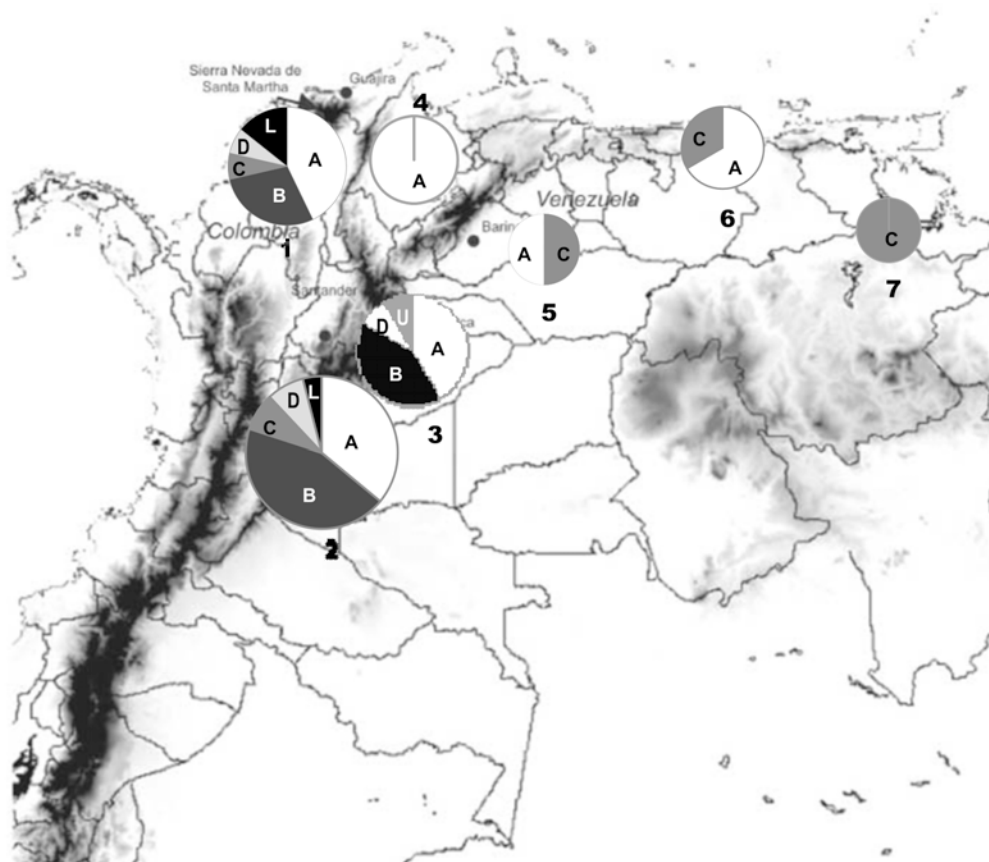 Sierra Nevada de
Santa Martha
Guajira
4
L
D
C
A
B
A
C
A
Colombia
1
Venezuela
6
C
A
C
5
7
Santander
U
D
A
B
3
L
D
C
A
B
2